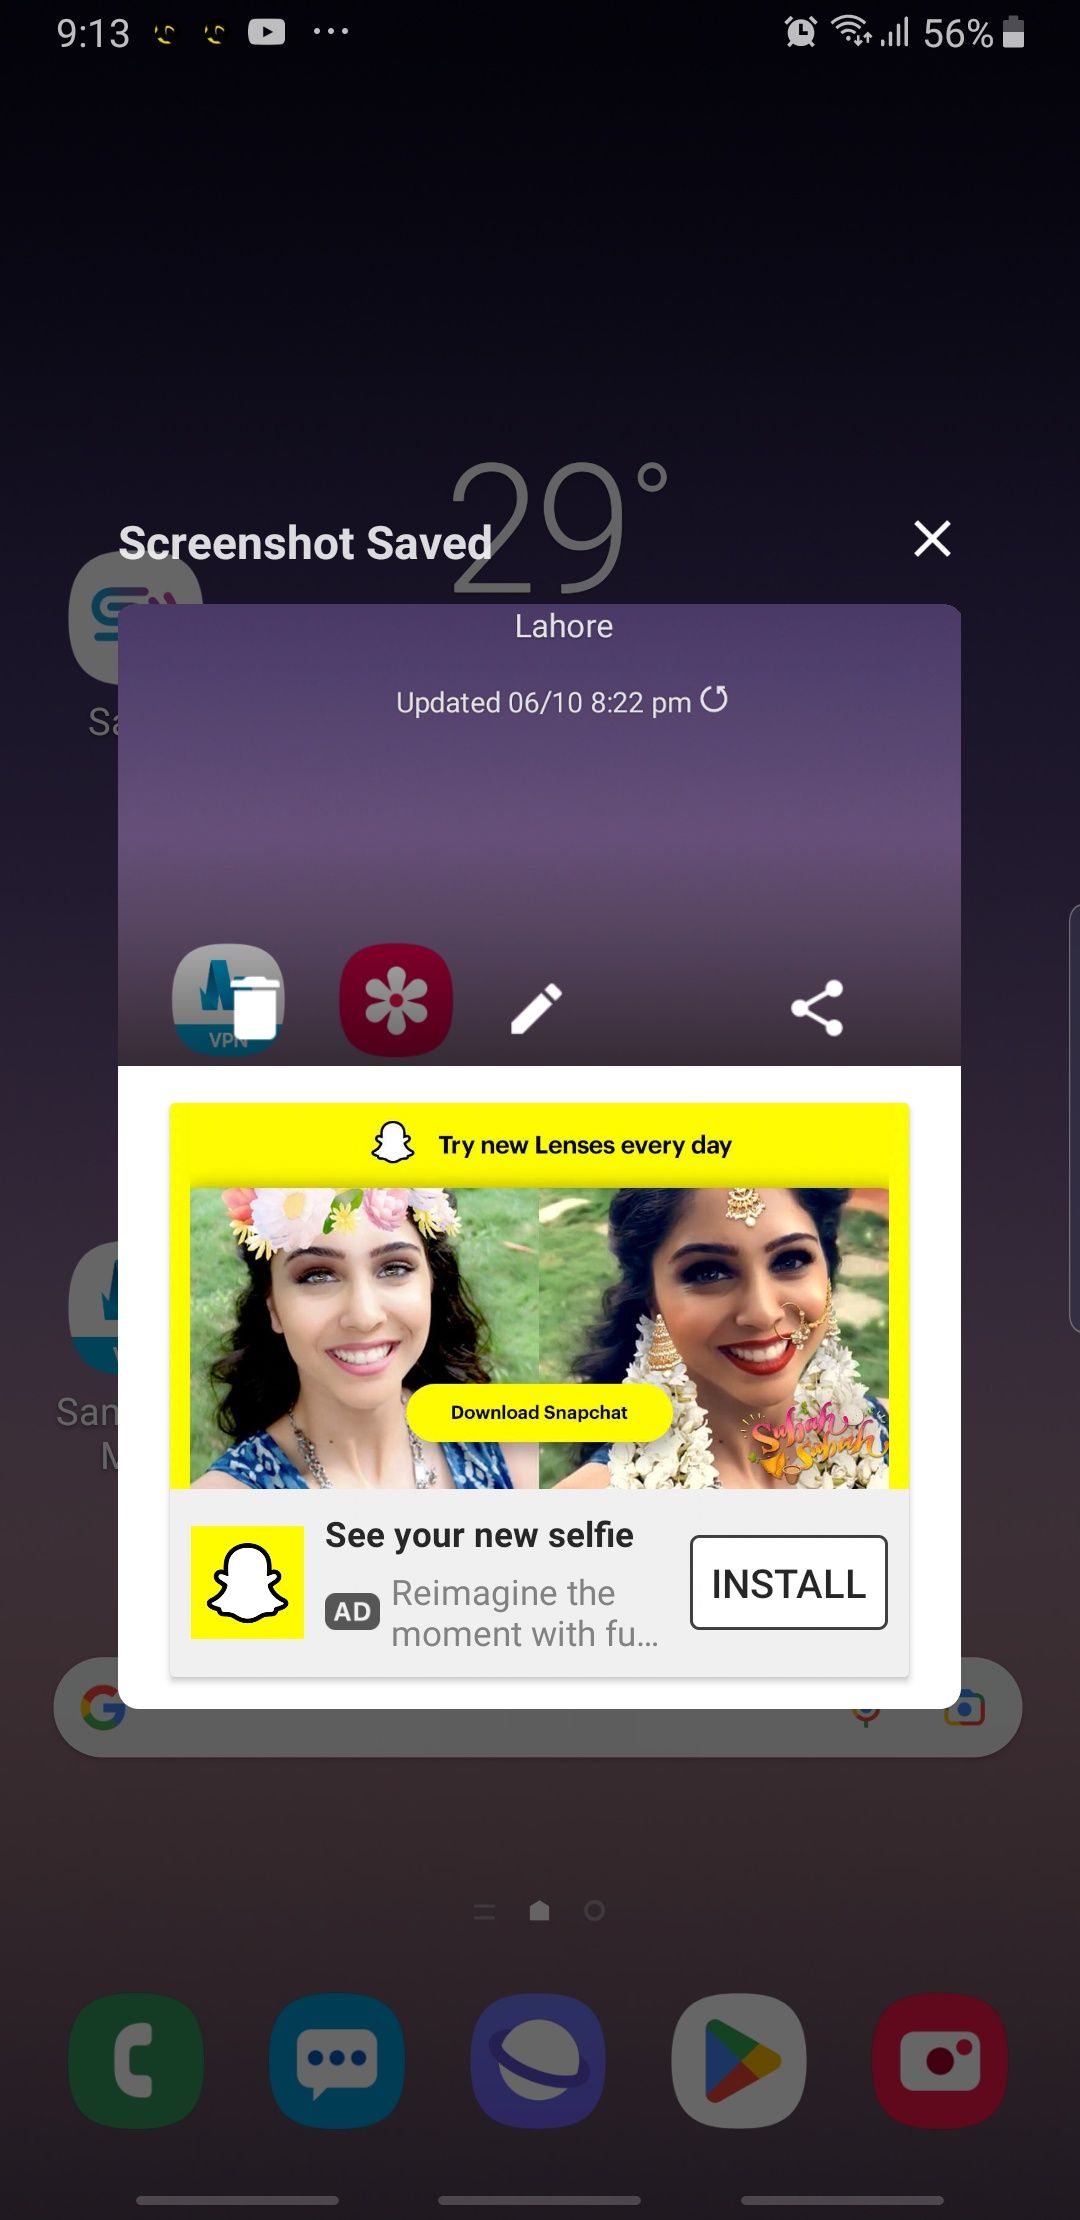 9:13
56%
29°
Screenshot Saved
Sa
Lahore
Updated 06/10 8:22 pm
VPN
Try new Lenses every day
Download Snapchat
Subah
Subah
San
M
See your new selfie
AD
Reimagine the
moment with fu...
INSTALL